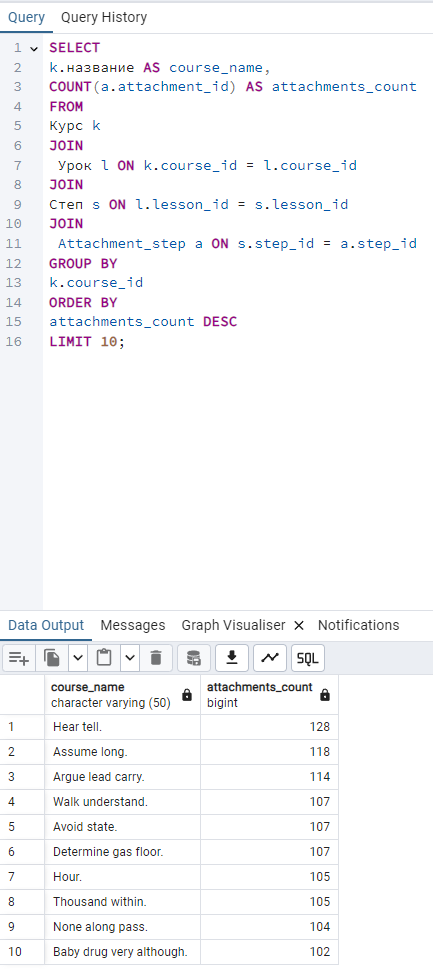 Query Query History
1 SELECT
2 k.название AS course_name,
3 COUNT(a.attachment_id) AS attachments_count
4 FROM
5 Курс k
6 JOIN
7 Урок l ON k.course_id = l.course_id
8 JOIN
9 Степ s ON l.lesson_id = s.lesson_id
10 JOIN
11 Attachment_step a ON s.step_id = a.step_id
12 GROUP BY
13 k.course_id
14 ORDER BY
15 attachments_count DESC
16 LIMIT 10;
Data Output Messages Graph Visualiser × Notifications
SQL
course_name attachments_count
character varying (50) bigint
1 Hear tell. 128
2 Assume long. 118
3 Argue lead carry. 114
4 Walk understand. 107
5 Avoid state. 107
6 Determine gas floor. 107
7 Hour. 105
8 Thousand within. 105
9 None along pass. 104
10 Baby drug very although. 102